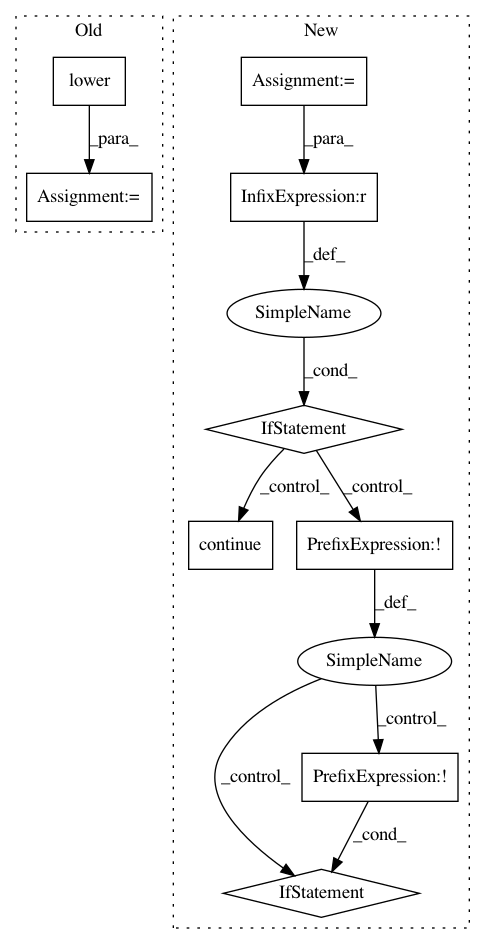 Old
New
lower
Assignment:=
_para_
_para_
Assignment:=
InfixExpression:r
_def_
SimpleName
_cond_
IfStatement
_control_
_control_
continue
PrefixExpression:!
_def_
SimpleName
_control_
_control_
PrefixExpression:!
_cond_
IfStatement